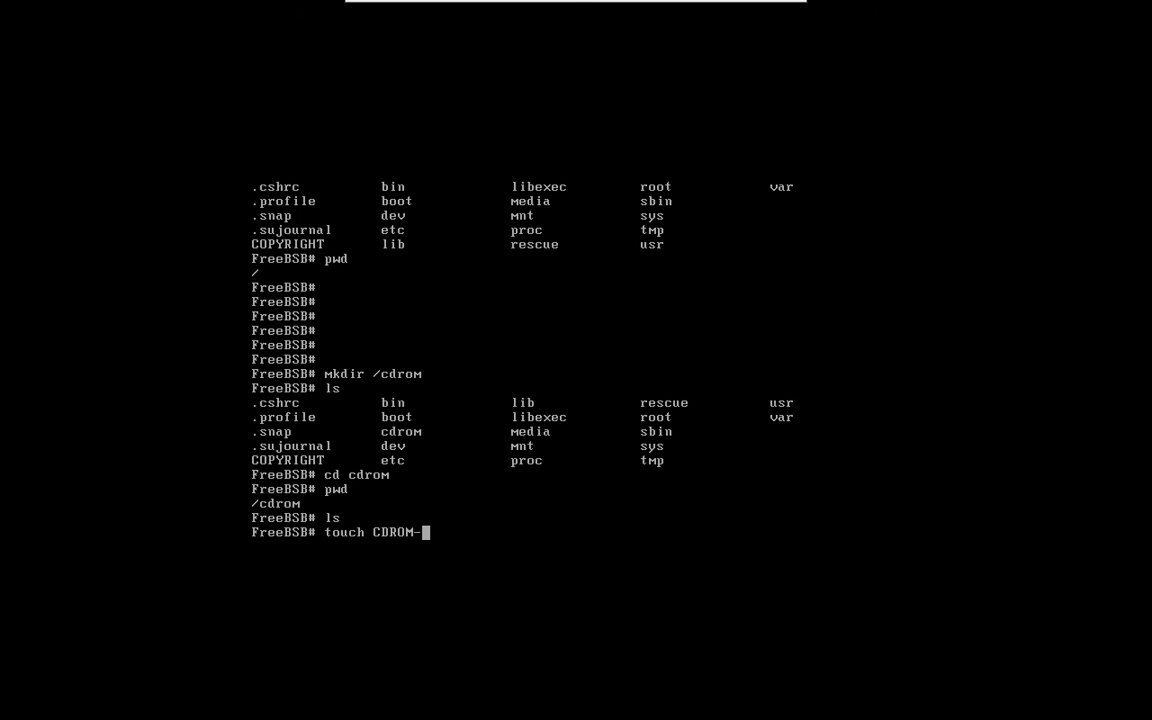 .cshrc bin libexec root var
.profile boot media sbin
.snap dev mnt sys
.sujournal etc proc tmp
COPYRIGHT lib rescue usr
FreeBSB# pwd
/
FreeBSB#
FreeBSB#
FreeBSB#
FreeBSB#
FreeBSB#
FreeBSB#
FreeBSB# mkdir /cdrom
FreeBSB# ls
.cshrc bin lib rescue usr
.profile boot libexec root var
.snap cdrom media sbin
.sujournal dev mnt sys
COPYRIGHT etc proc tmp
FreeBSB# cd cdrom
FreeBSB# pwd
/cdrom
FreeBSB# ls
FreeBSB# touch CDROM-